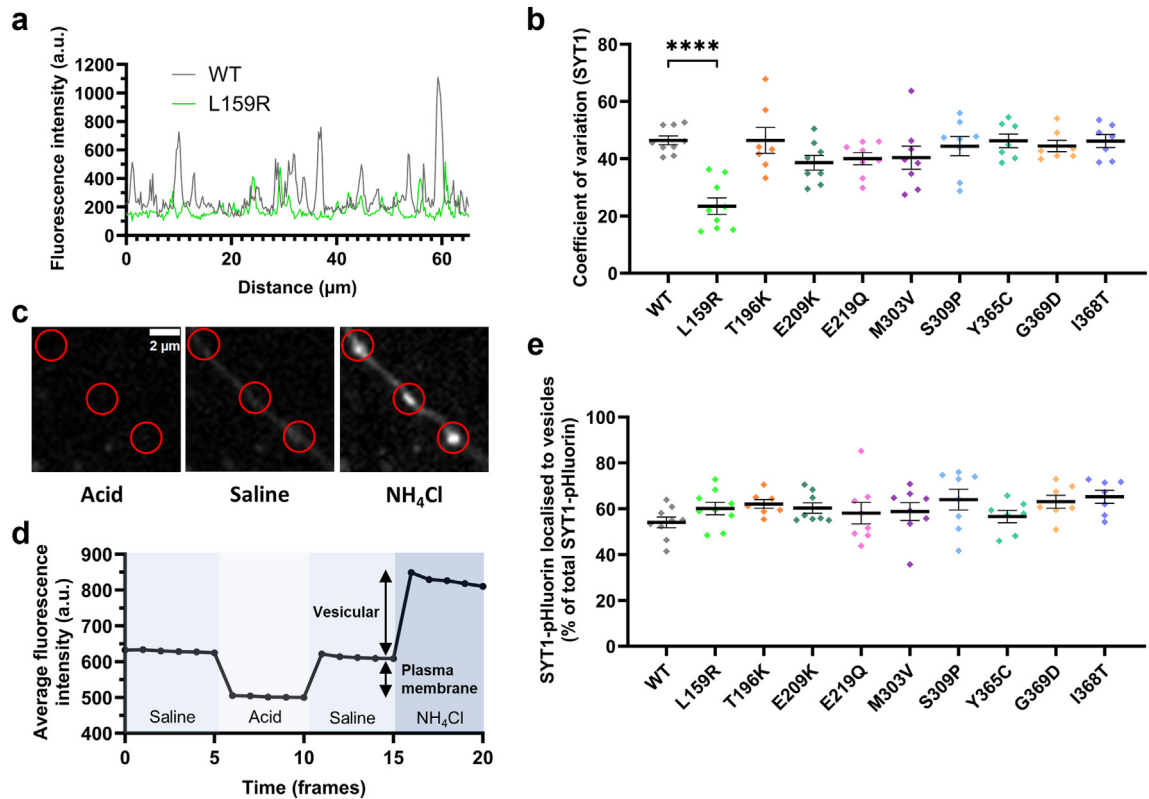 a
Fluorescence intensity (a.u.)
1200
1000
800
600
400
200
0
WT
L159R
0
20
40
60
Distance (µm)
b
Coefficient of variation (SYT1)
80
60
40
20
0
****
WT
L159R
T196K
E209K
E219Q
M303V
S309P
Y365C
G369D
I368T
c
2 µm
Acid
Saline
NH₄Cl
d
Average fluorescence
intensity (a.u.)
900
800
700
600
500
400
Vesicular
Plasma
membrane
Saline
Acid
Saline
NH₄Cl
0
5
10
15
20
Time (frames)
e
SYT1-pHluorin localised to vesicles
(% of total SYT1-pHluorin)
100
80
60
40
20
0
WT
L159R
T196K
E209K
E219Q
M303V
S309P
Y365C
G369D
I368T